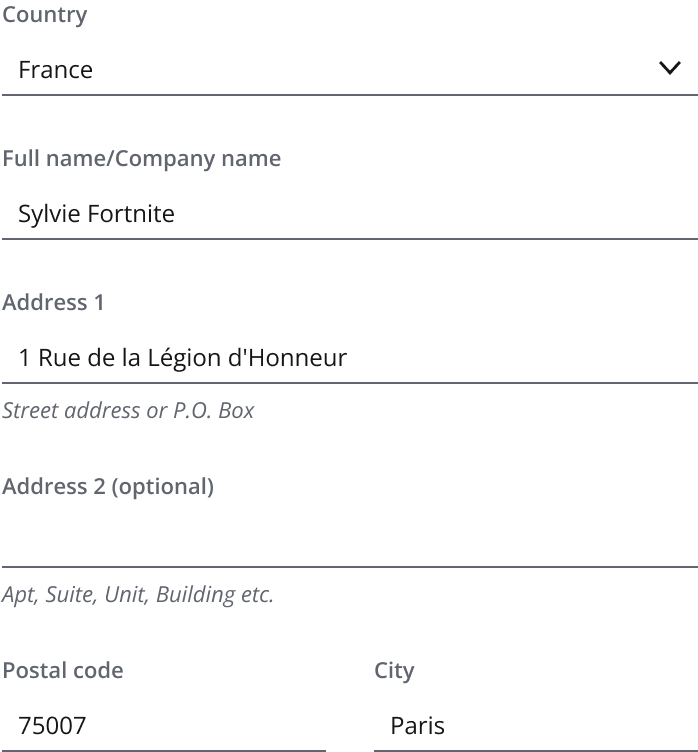 Country
France
Full name/Company name
Sylvie Fortnite
Address 1
1 Rue de la Légion d'Honneur
Street address or P.O. Box
Address 2 (optional)
Apt, Suite, Unit, Building etc.
Postal code City
75007 Paris